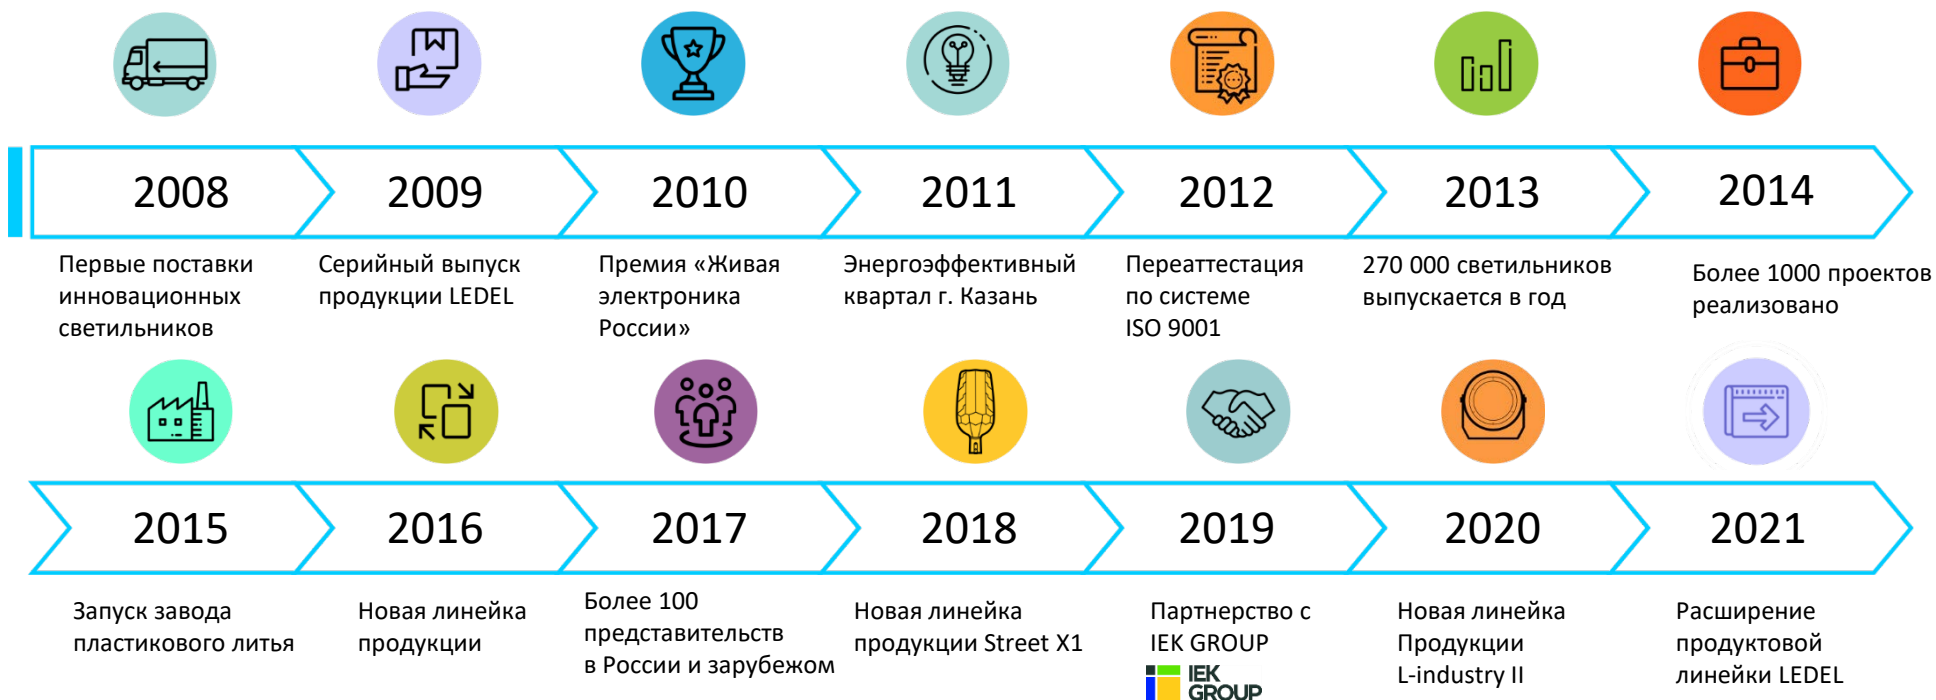 2008
2009
2010
2011
2012
2013
2014
Первые поставки
инновационных
светильников
Серийный выпуск
продукции LEDEL
Премия «Живая
электроника
России»
Энергоэффективный
квартал г. Казань
Переаттестация
по системе
ISO 9001
270 000 светильников
выпускается в год
Более 1000 проектов
реализовано
2015
2016
2017
2018
2019
2020
2021
Запуск завода
пластикового литья
Новая линейка
продукции
Более 100
представительств
в России и зарубежом
Новая линейка
продукции Street X1
Партнерство с
IEK GROUP
IEK
GROUP
Новая линейка
Продукции
L-industry II
Расширение
продуктовой
линейки LEDEL